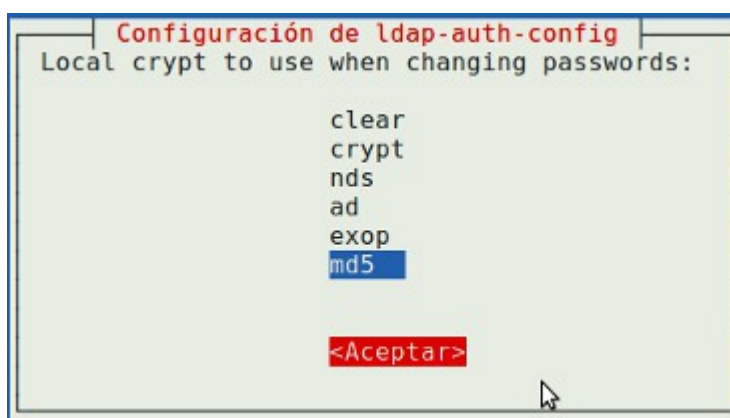 Configuración de ldap-auth-config
Local crypt to use when changing passwords:
clear
crypt
nds
ad
exop
md5
<Aceptar>